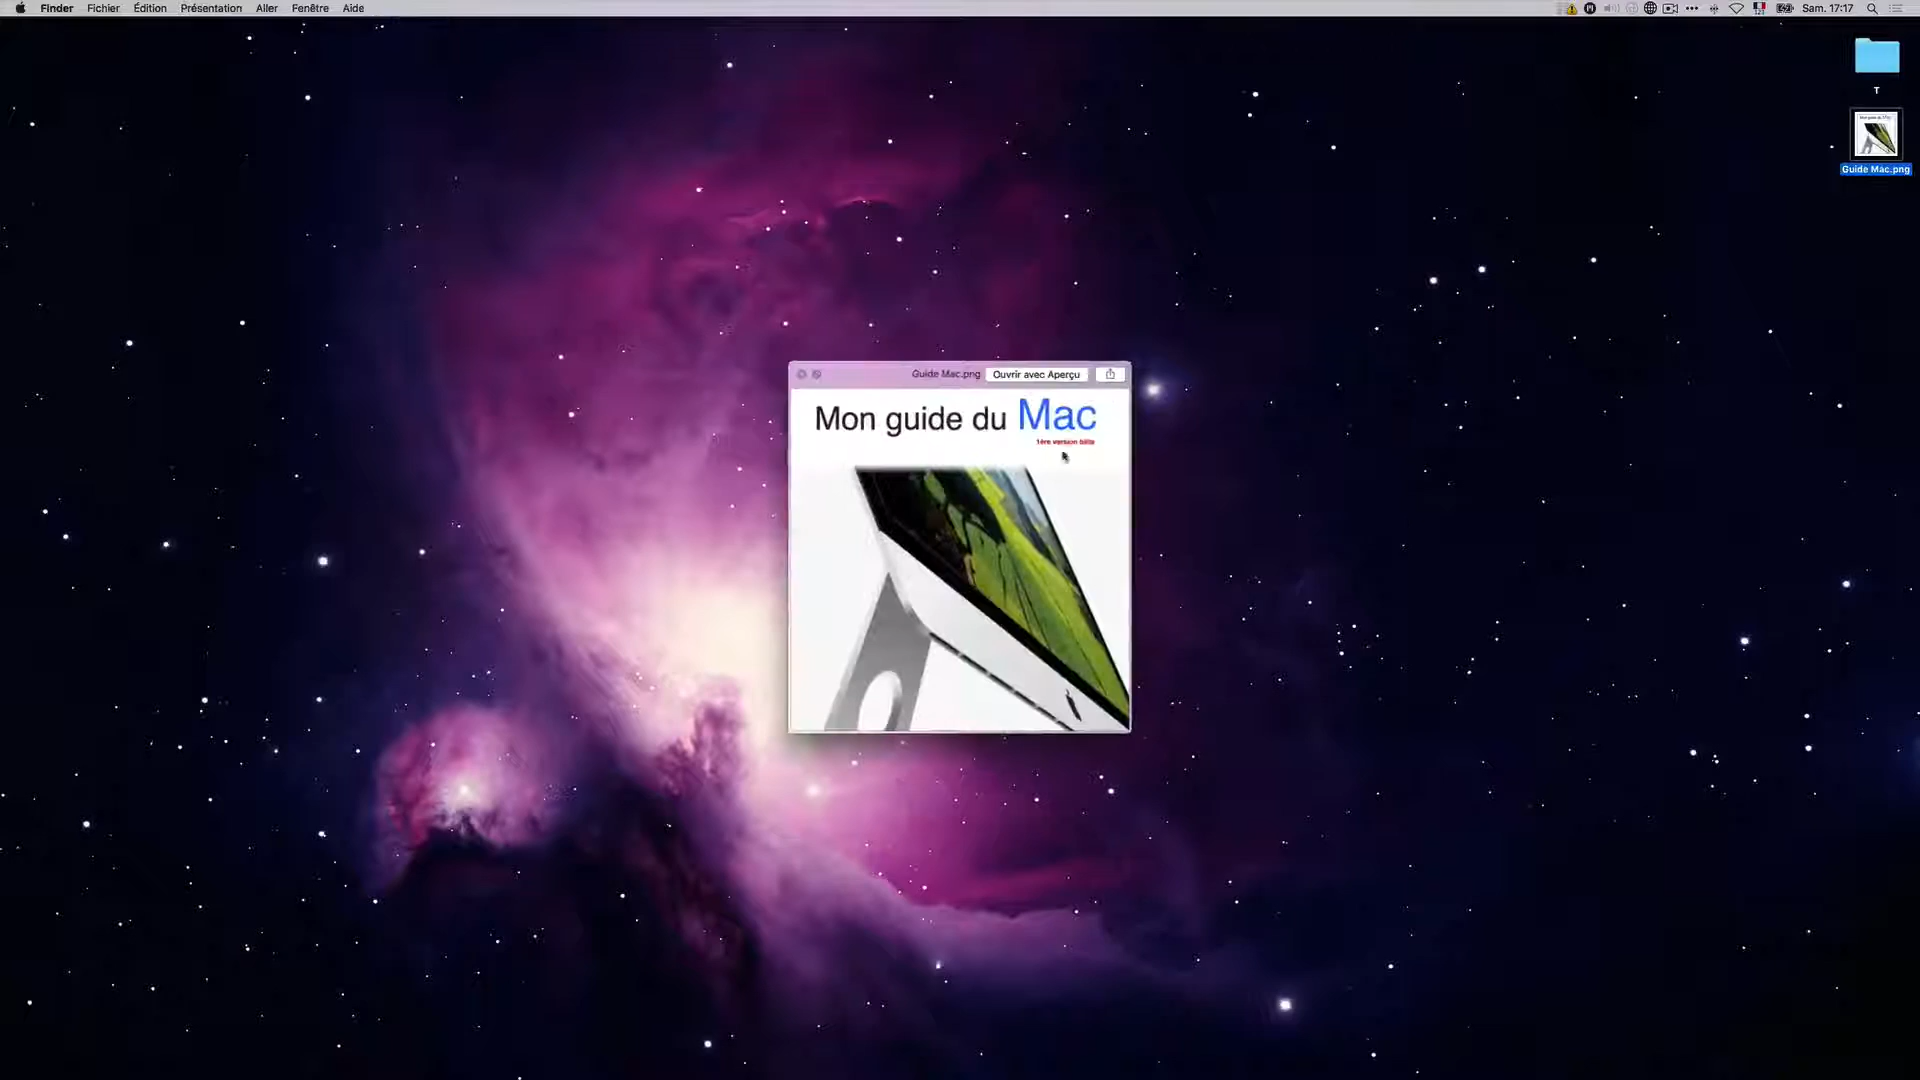 Finder Fichier Édition Présentation Aller Fenêtre Aide
Sam. 17:17
T
Guide Mac.png
Guide Mac.png Ouvrir avec Aperçu
Mon guide du Mac
1ère version bêta